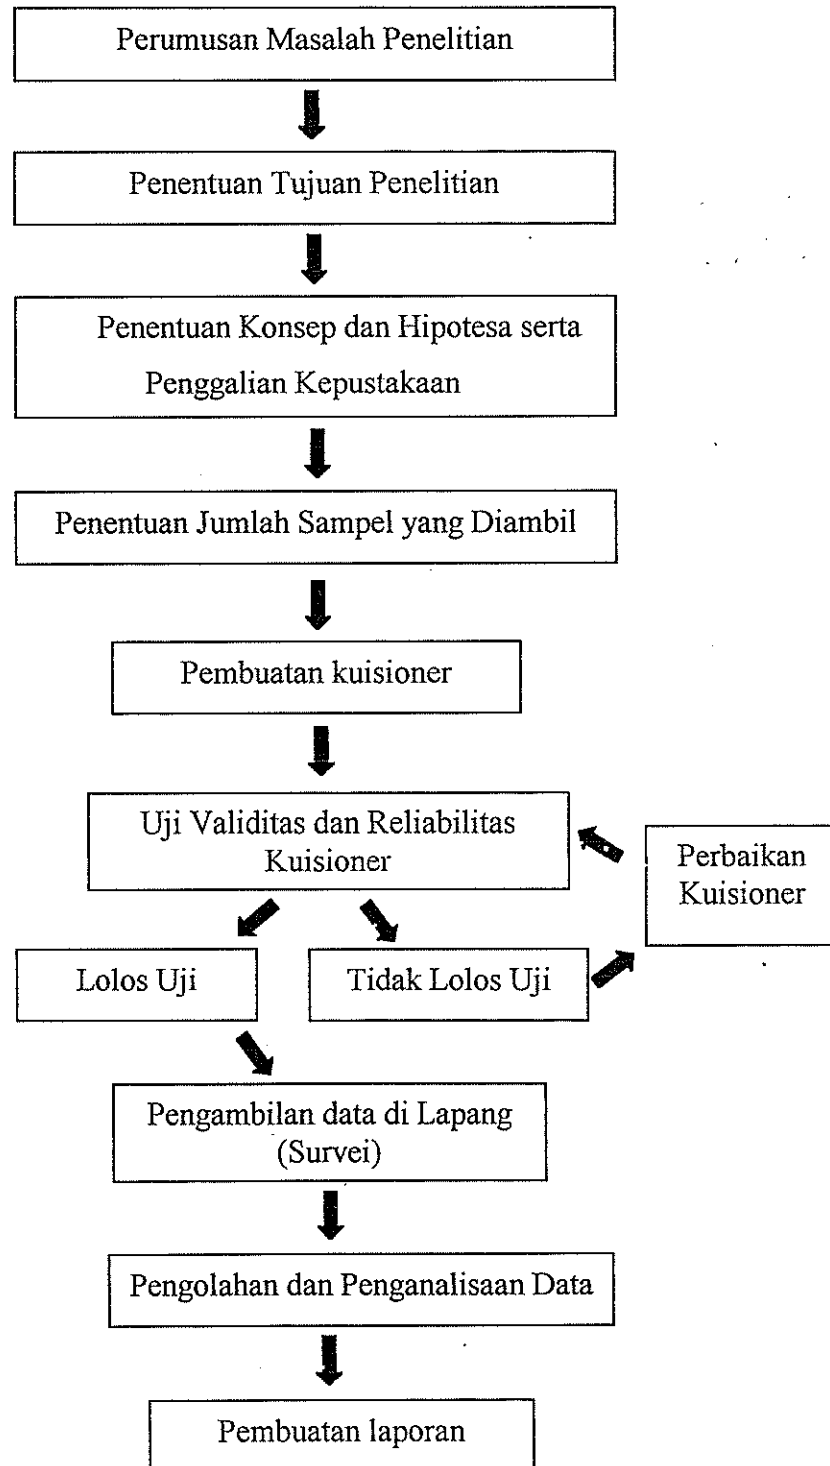 Perumusan Masalah Penelitian
Penentuan Tujuan Penelitian
Penentuan Konsep dan Hipotesa serta
Penggalian Kepustakaan
Penentuan Jumlah Sampel yang Diambil
Pembuatan kuisioner
Uji Validitas dan Reliabilitas
Kuisioner
Perbaikan
Kuisioner
Lolos Uji
Tidak Lolos Uji
Pengambilan data di Lapang
(Survei)
Pengolahan dan Penganalisaan Data
Pembuatan laporan